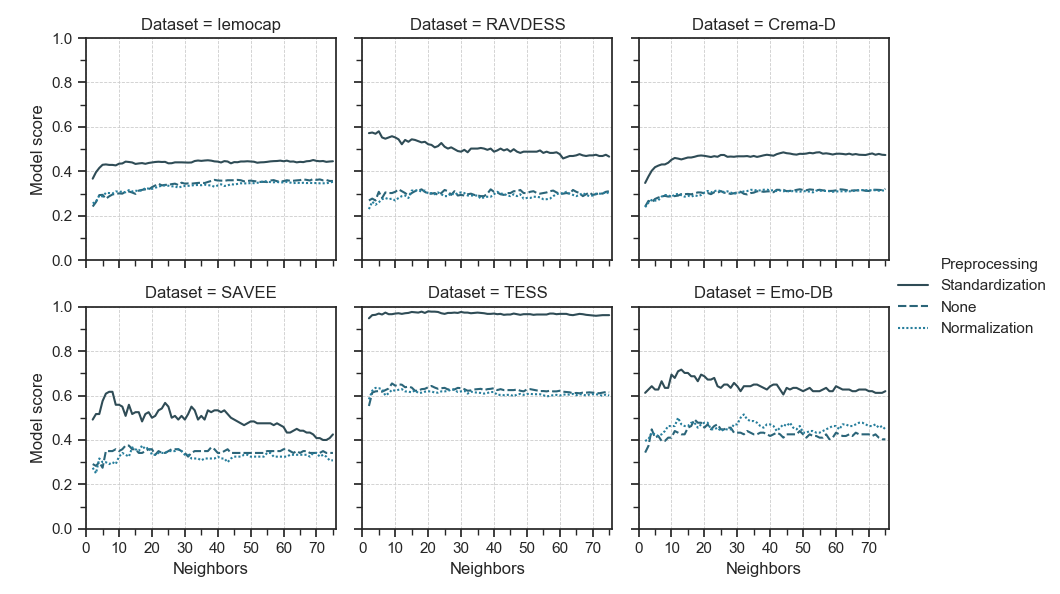 Dataset = Iemocap
Dataset = RAVDESS
Dataset = Crema-D
1.0
0.8
0.6
0.4
0.2
0.0
Model score
Dataset = SAVEE
Dataset = TESS
Dataset = Emo-DB
1.0
0.8
0.6
0.4
0.2
0.0
Model score
0 10 20 30 40 50 60 70
0 10 20 30 40 50 60 70
0 10 20 30 40 50 60 70
Neighbors
Neighbors
Neighbors
Preprocessing
Standardization
None
Normalization